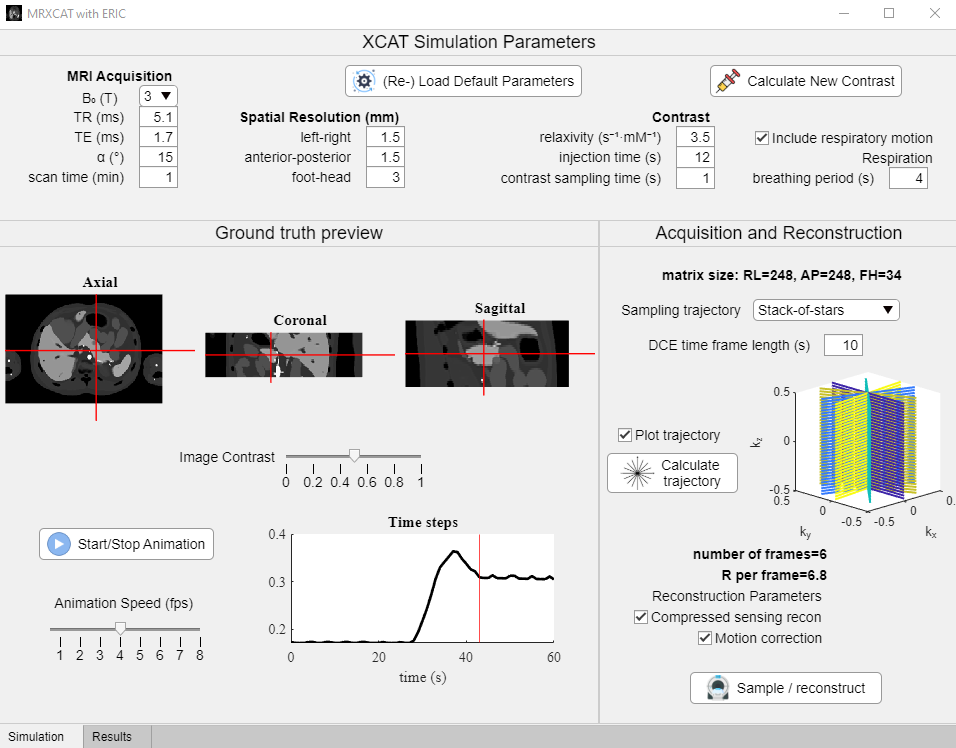 MRXCAT with ERIC
XCAT Simulation Parameters
MRI Acquisition
B₀ (T) 3
TR (ms) 5.1
TE (ms) 1.7
α (°) 15
scan time (min) 1
(Re-) Load Default Parameters
Spatial Resolution (mm)
left-right 1.5
anterior-posterior 1.5
foot-head 3
Calculate New Contrast
Contrast
relaxivity (s⁻¹·mM⁻¹) 3.5
injection time (s) 12
contrast sampling time (s) 1
Include respiratory motion
Respiration
breathing period (s) 4
Ground truth preview
Axial
Coronal
Sagittal
Image Contrast
0 0.2 0.4 0.6 0.8 1
Start/Stop Animation
Animation Speed (fps)
1 2 3 4 5 6 7 8
Time steps
0.4
0.3
0.2
0 20 40 60
time (s)
Acquisition and Reconstruction
matrix size: RL=248, AP=248, FH=34
Sampling trajectory Stack-of-stars
DCE time frame length (s) 10
Plot trajectory
Calculate
trajectory
0.5
0
-0.5
kz
0.5 0 -0.5
ky
-0.5 0 0.
kx
number of frames=6
R per frame=6.8
Reconstruction Parameters
Compressed sensing recon
Motion correction
Sample / reconstruct
Simulation Results